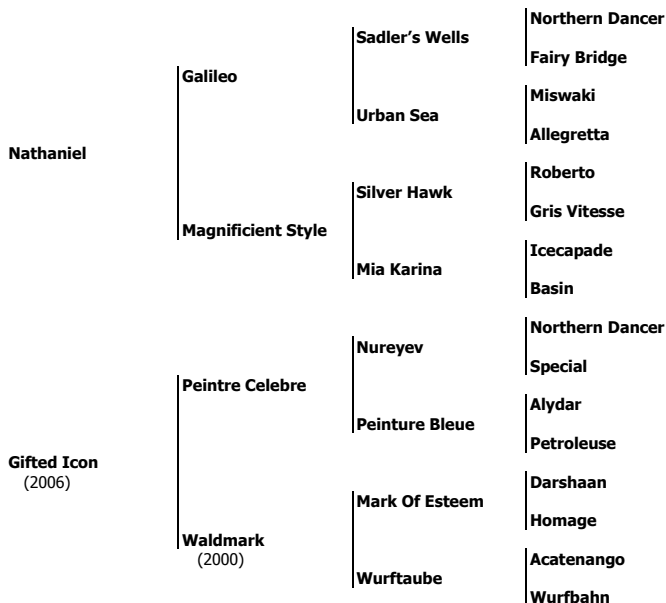 Northern Dancer
Sadler's Wells
Fairy Bridge
Galileo
Miswaki
Urban Sea
Allegretta
Nathaniel
Roberto
Silver Hawk
Gris Vitesse
Magnificient Style
Icecapade
Mia Karina
Basin
Northern Dancer
Nureyev
Special
Peintre Celebre
Alydar
Peinture Bleue
Petroleuse
Gifted Icon
(2006)
Darshaan
Mark Of Esteem
Homage
Waldmark
(2000)
Acatenango
Wurftaube
Wurfbahn